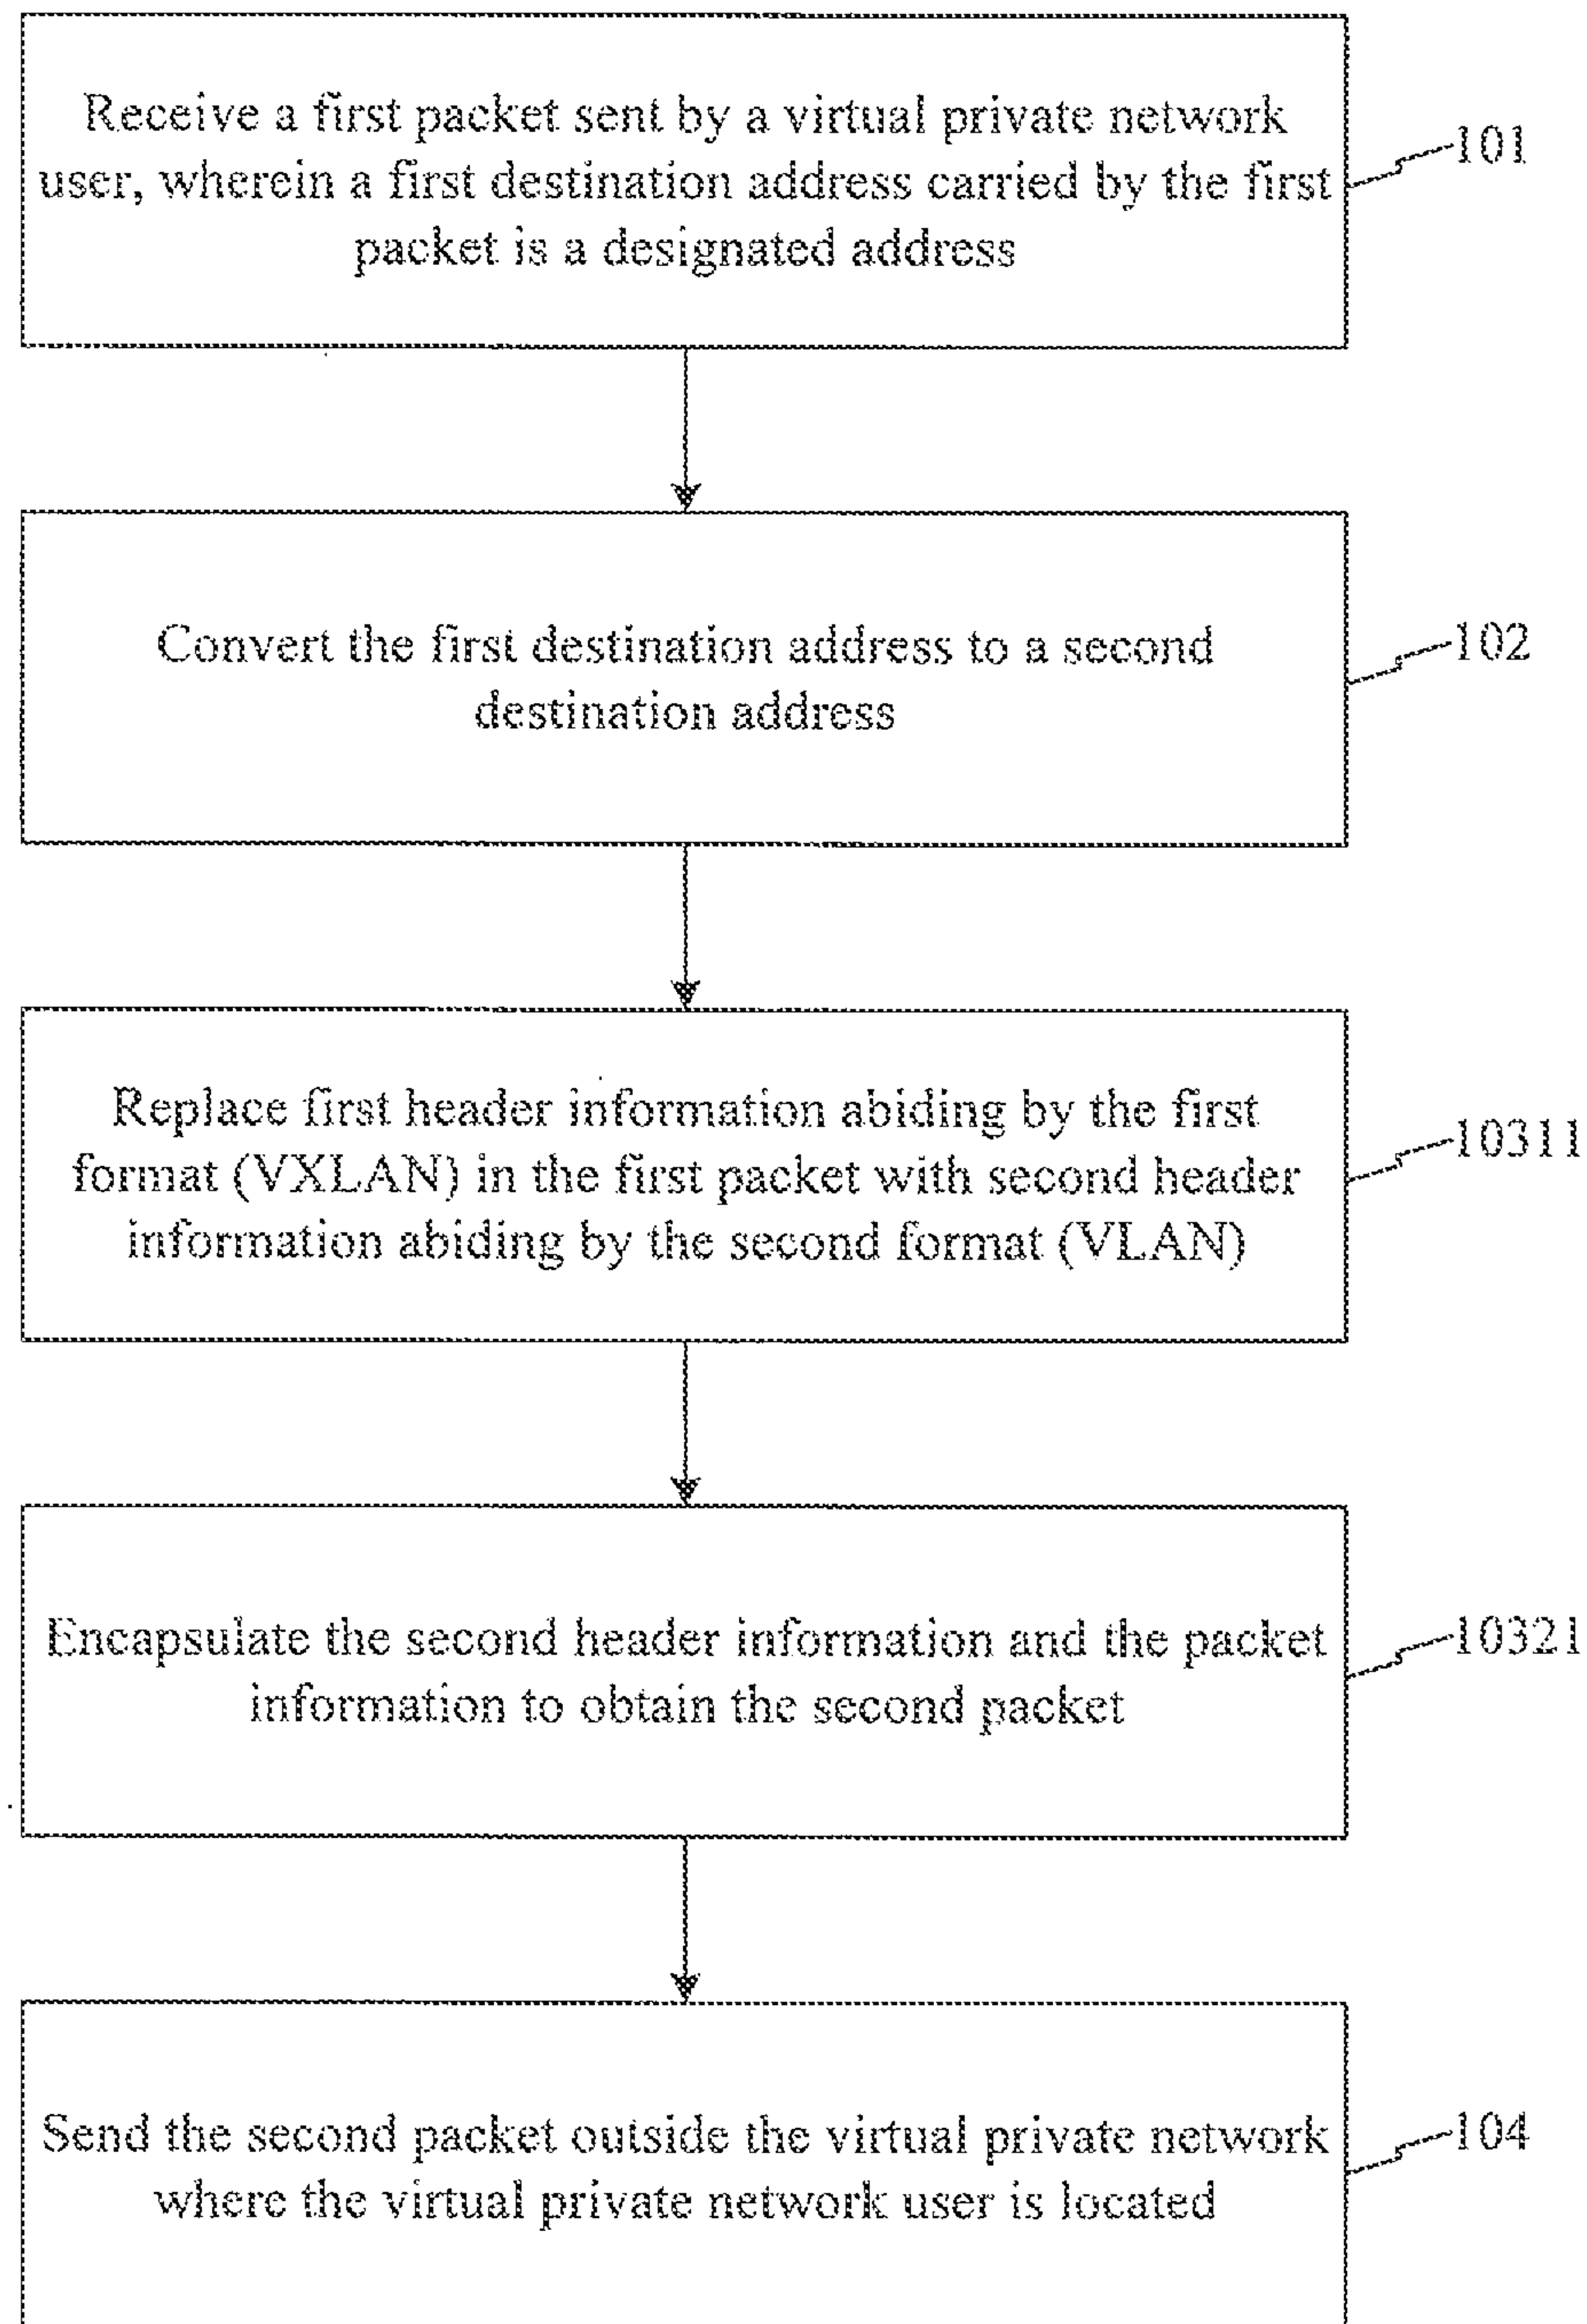 Receive a first packet sent by a virtual private network
user, wherein a first destination address carried by the first
packet is a designated address
101
Convert the first destination address to a second
destination address
102
Replace first header information abiding by the first
format (VXLAN) in the first packet with second header
information abiding by the second format (VLAN)
10311
Encapsulate the second header information and the packet
information to obtain the second packet
10321
Send the second packet outside the virtual private network
where the virtual private network user is located
104